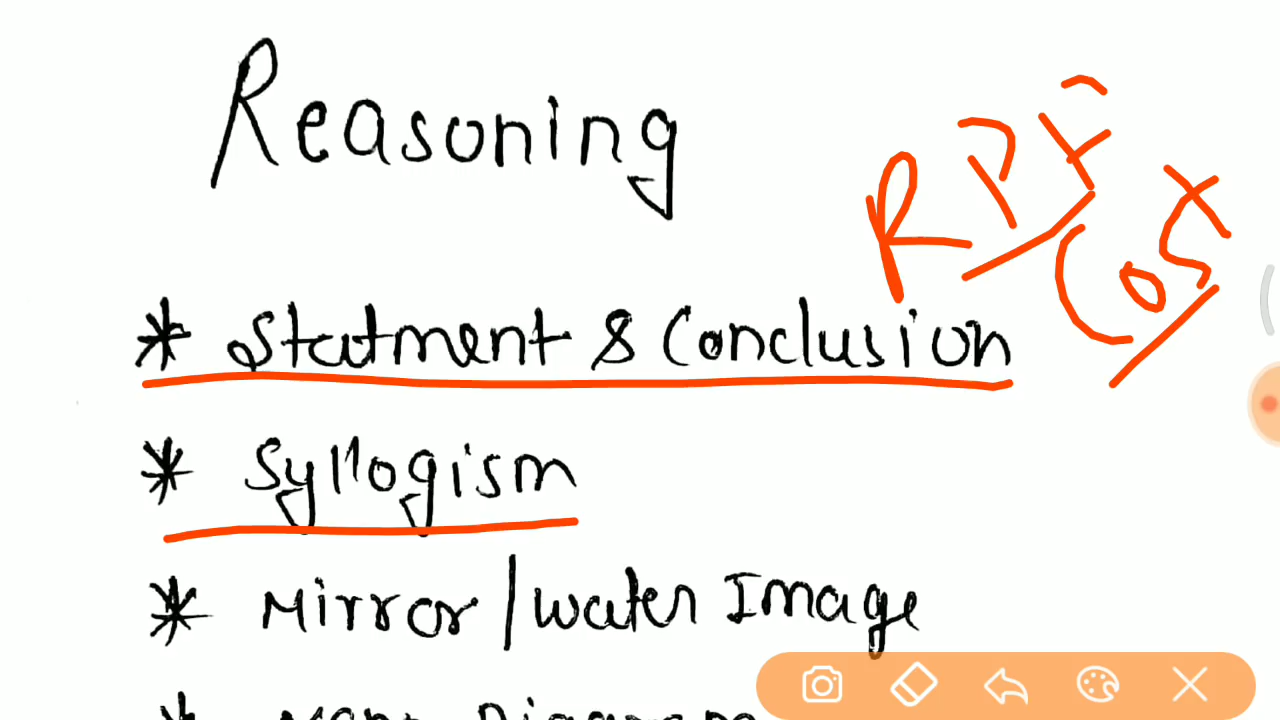 Reasoning
RPF
Cost
* Statment & Conclusion
* Syllogism
* Mirror/water Image